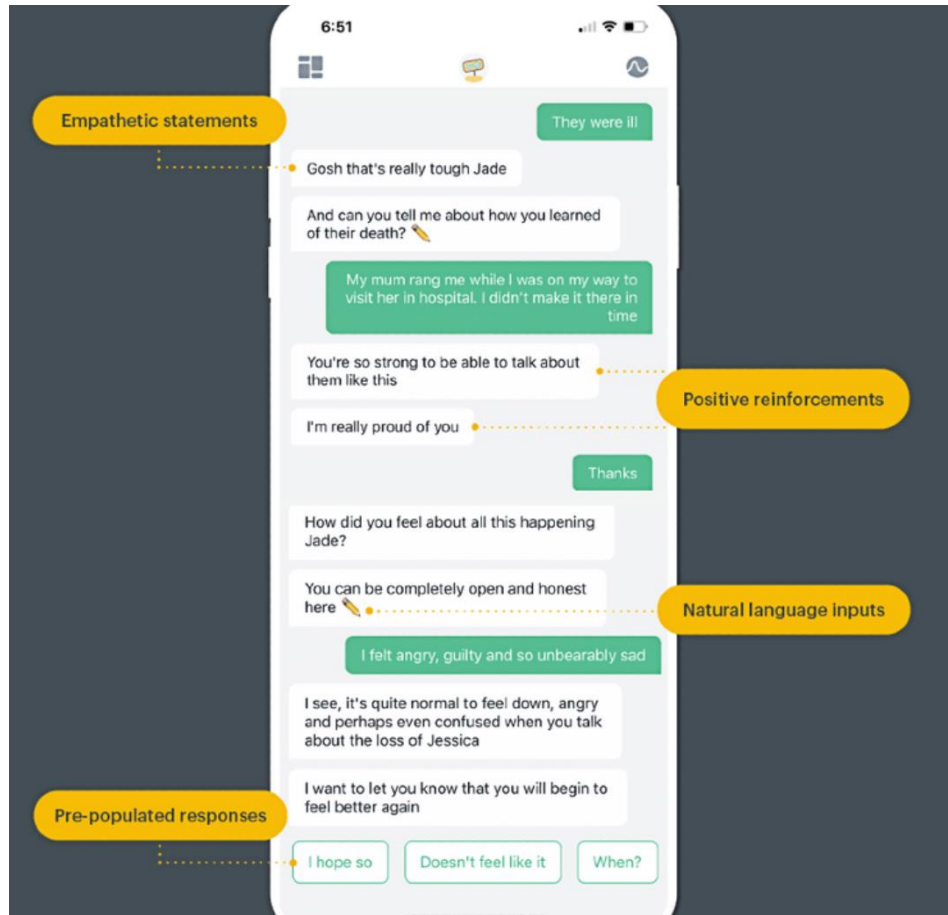 6:51
They were ill
Empathetic statements
Gosh that's really tough Jade
And can you tell me about how you learned
of their death? ✏️
My mum rang me while I was on my way to
visit her in hospital. I didn't make it there in
time
You're so strong to be able to talk about
them like this
Positive reinforcements
I'm really proud of you
Thanks
How did you feel about all this happening
Jade?
You can be completely open and honest
here ✏️
Natural language inputs
I felt angry, guilty and so unbearably sad
I see, it's quite normal to feel down, angry
and perhaps even confused when you talk
about the loss of Jessica
I want to let you know that you will begin to
feel better again
Pre-populated responses
I hope so
Doesn't feel like it
When?